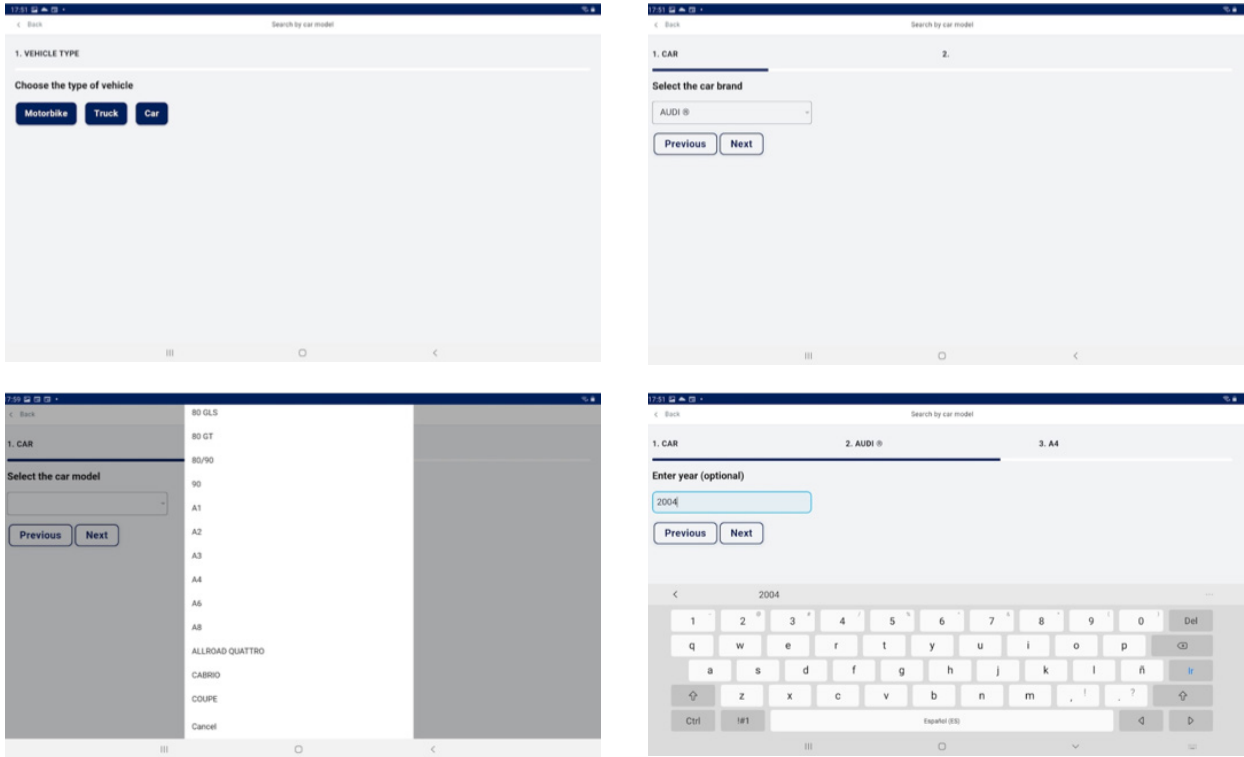 17:51
Back
Search by car model
1. VEHICLE TYPE
Choose the type of vehicle
Motorbike Truck Car
17:51
Back
Search by car model
1. CAR 2.
Select the car brand
AUDI ®
Previous Next
7:59
Back
1. CAR
Select the car model
Previous Next
80 GLS
80 GT
80/90
90
A1
A2
A3
A4
A6
A8
ALLROAD QUATTRO
CABRIO
COUPE
Cancel
17:51
Back
Search by car model
1. CAR 2. AUDI ® 3. A4
Enter year (optional)
2004
Previous Next
2004
1 2 3 4 5 6 7 8 9 0 Del
q w e r t y u i o p
a s d f g h j k l ñ Ir
z x c v b n m , ! . ?
Ctrl !#1 Español (ES)